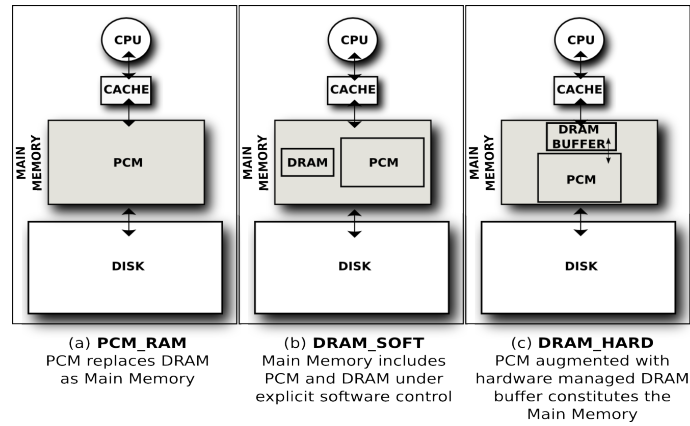 CPU
CACHE
MAIN
MEMORY
PCM
DISK
(a) PCM_RAM
PCM replaces DRAM
as Main Memory
CPU
CACHE
MAIN
MEMORY
DRAM
PCM
DISK
(b) DRAM_SOFT
Main Memory includes
PCM and DRAM under
explicit software control
CPU
CACHE
MAIN
MEMORY
DRAM
BUFFER
PCM
DISK
(c) DRAM_HARD
PCM augmented with
hardware managed DRAM
buffer constitutes the
Main Memory